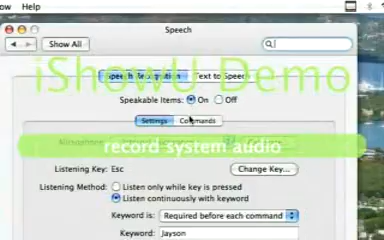 ow Help
Speech
Show All
iShowU Demo
Speech Recognition Text to Speech
Speakable Items: On Off
Settings Commands
record system audio
Listening Key: Esc Change Key...
Listening Method: Listen only while key is pressed
Listen continuously with keyword
Keyword is: Required before each command
Keyword: Jayson